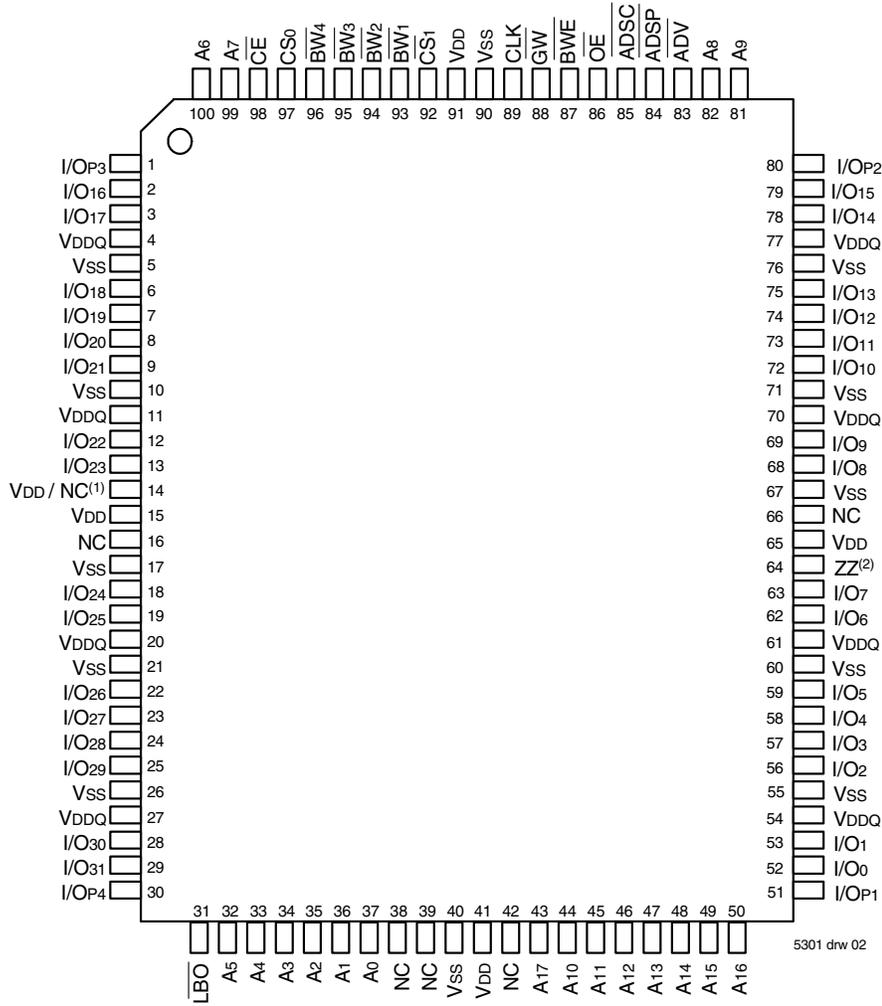 A6 A7 CE CS0 BW4 BW3 BW2 BW1 CS1 VDD VSS CLK GW BWE OE ADSC ADSP ADV A8 A9
100 99 98 97 96 95 94 93 92 91 90 89 88 87 86 85 84 83 82 81
I/OP3 1 80 I/OP2
I/O16 2 79 I/O15
I/O17 3 78 I/O14
VDDQ 4 77 VDDQ
VSS 5 76 VSS
I/O18 6 75 I/O13
I/O19 7 74 I/O12
I/O20 8 73 I/O11
I/O21 9 72 I/O10
VSS 10 71 VSS
VDDQ 11 70 VDDQ
I/O22 12 69 I/O9
I/O23 13 68 I/O8
VDD / NC(1) 14 67 VSS
VDD 15 66 NC
NC 16 65 VDD
VSS 17 64 ZZ(2)
I/O24 18 63 I/O7
I/O25 19 62 I/O6
VDDQ 20 61 VDDQ
VSS 21 60 VSS
I/O26 22 59 I/O5
I/O27 23 58 I/O4
I/O28 24 57 I/O3
I/O29 25 56 I/O2
VSS 26 55 VSS
VDDQ 27 54 VDDQ
I/O30 28 53 I/O1
I/O31 29 52 I/O0
I/OP4 30 51 I/OP1
31 32 33 34 35 36 37 38 39 40 41 42 43 44 45 46 47 48 49 50
LBO A5 A4 A3 A2 A1 A0 NC NC VSS VDD NC A17 A10 A11 A12 A13 A14 A15 A16
5301 drw 02